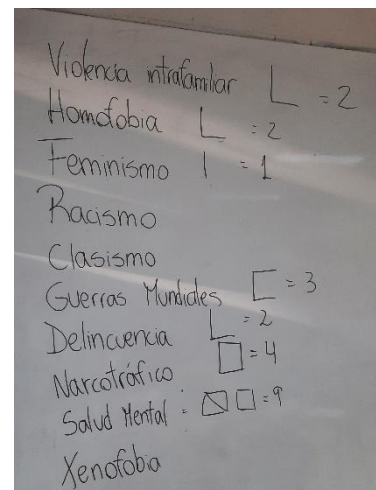 Violencia intrafamiliar = 2
Homofobia = 2
Feminismo | = 1
Racismo
Clasismo
Guerras Mundiales = 3
Delincuencia = 2
Narcotráfico = 4
Salud Mental : = 9
Xenofobia